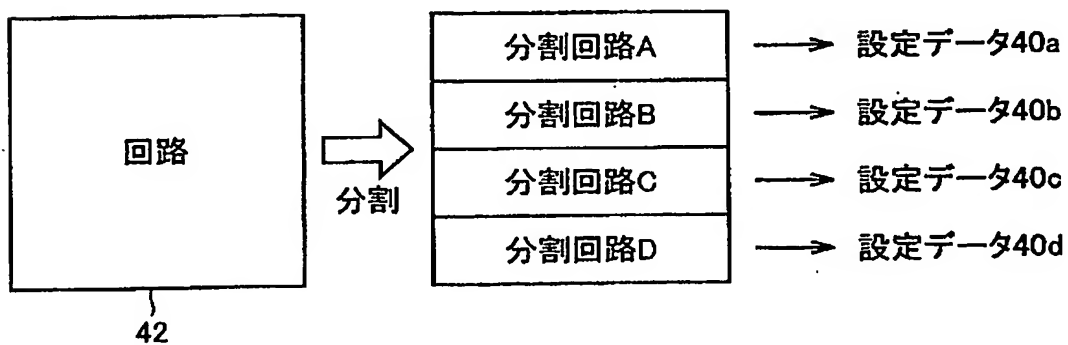 回路
42
分割
分割回路A
分割回路B
分割回路C
分割回路D
設定データ40a
設定データ40b
設定データ40c
設定データ40d